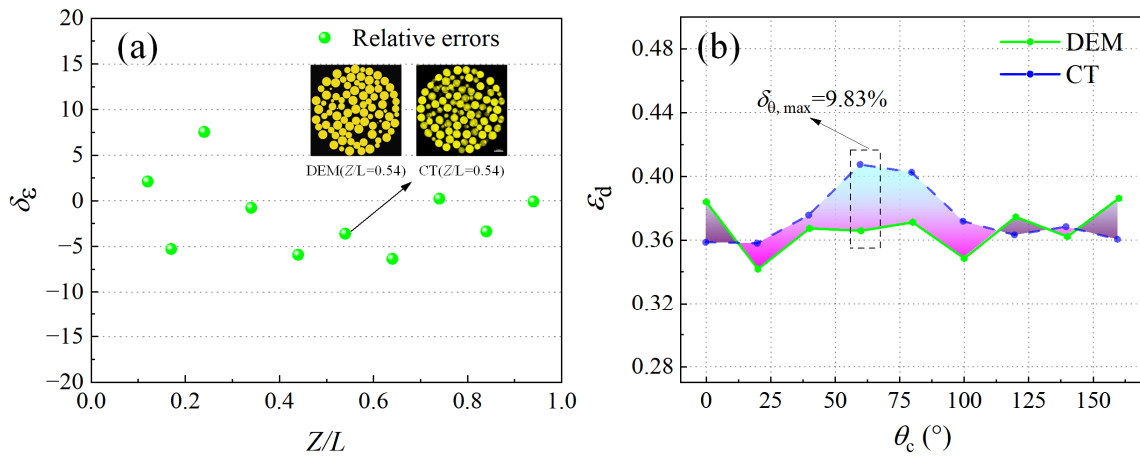 (a)
Relative errors
DEM(Z/L=0.54) CT(Z/L=0.54)
20
15
10
5
0
−5
−10
−15
−20
δε
0.0 0.2 0.4 0.6 0.8 1.0
Z/L
(b)
DEM
CT
δθ, max=9.83%
0.48
0.44
0.40
0.36
0.32
0.28
εd
0 25 50 75 100 125 150
θc (°)